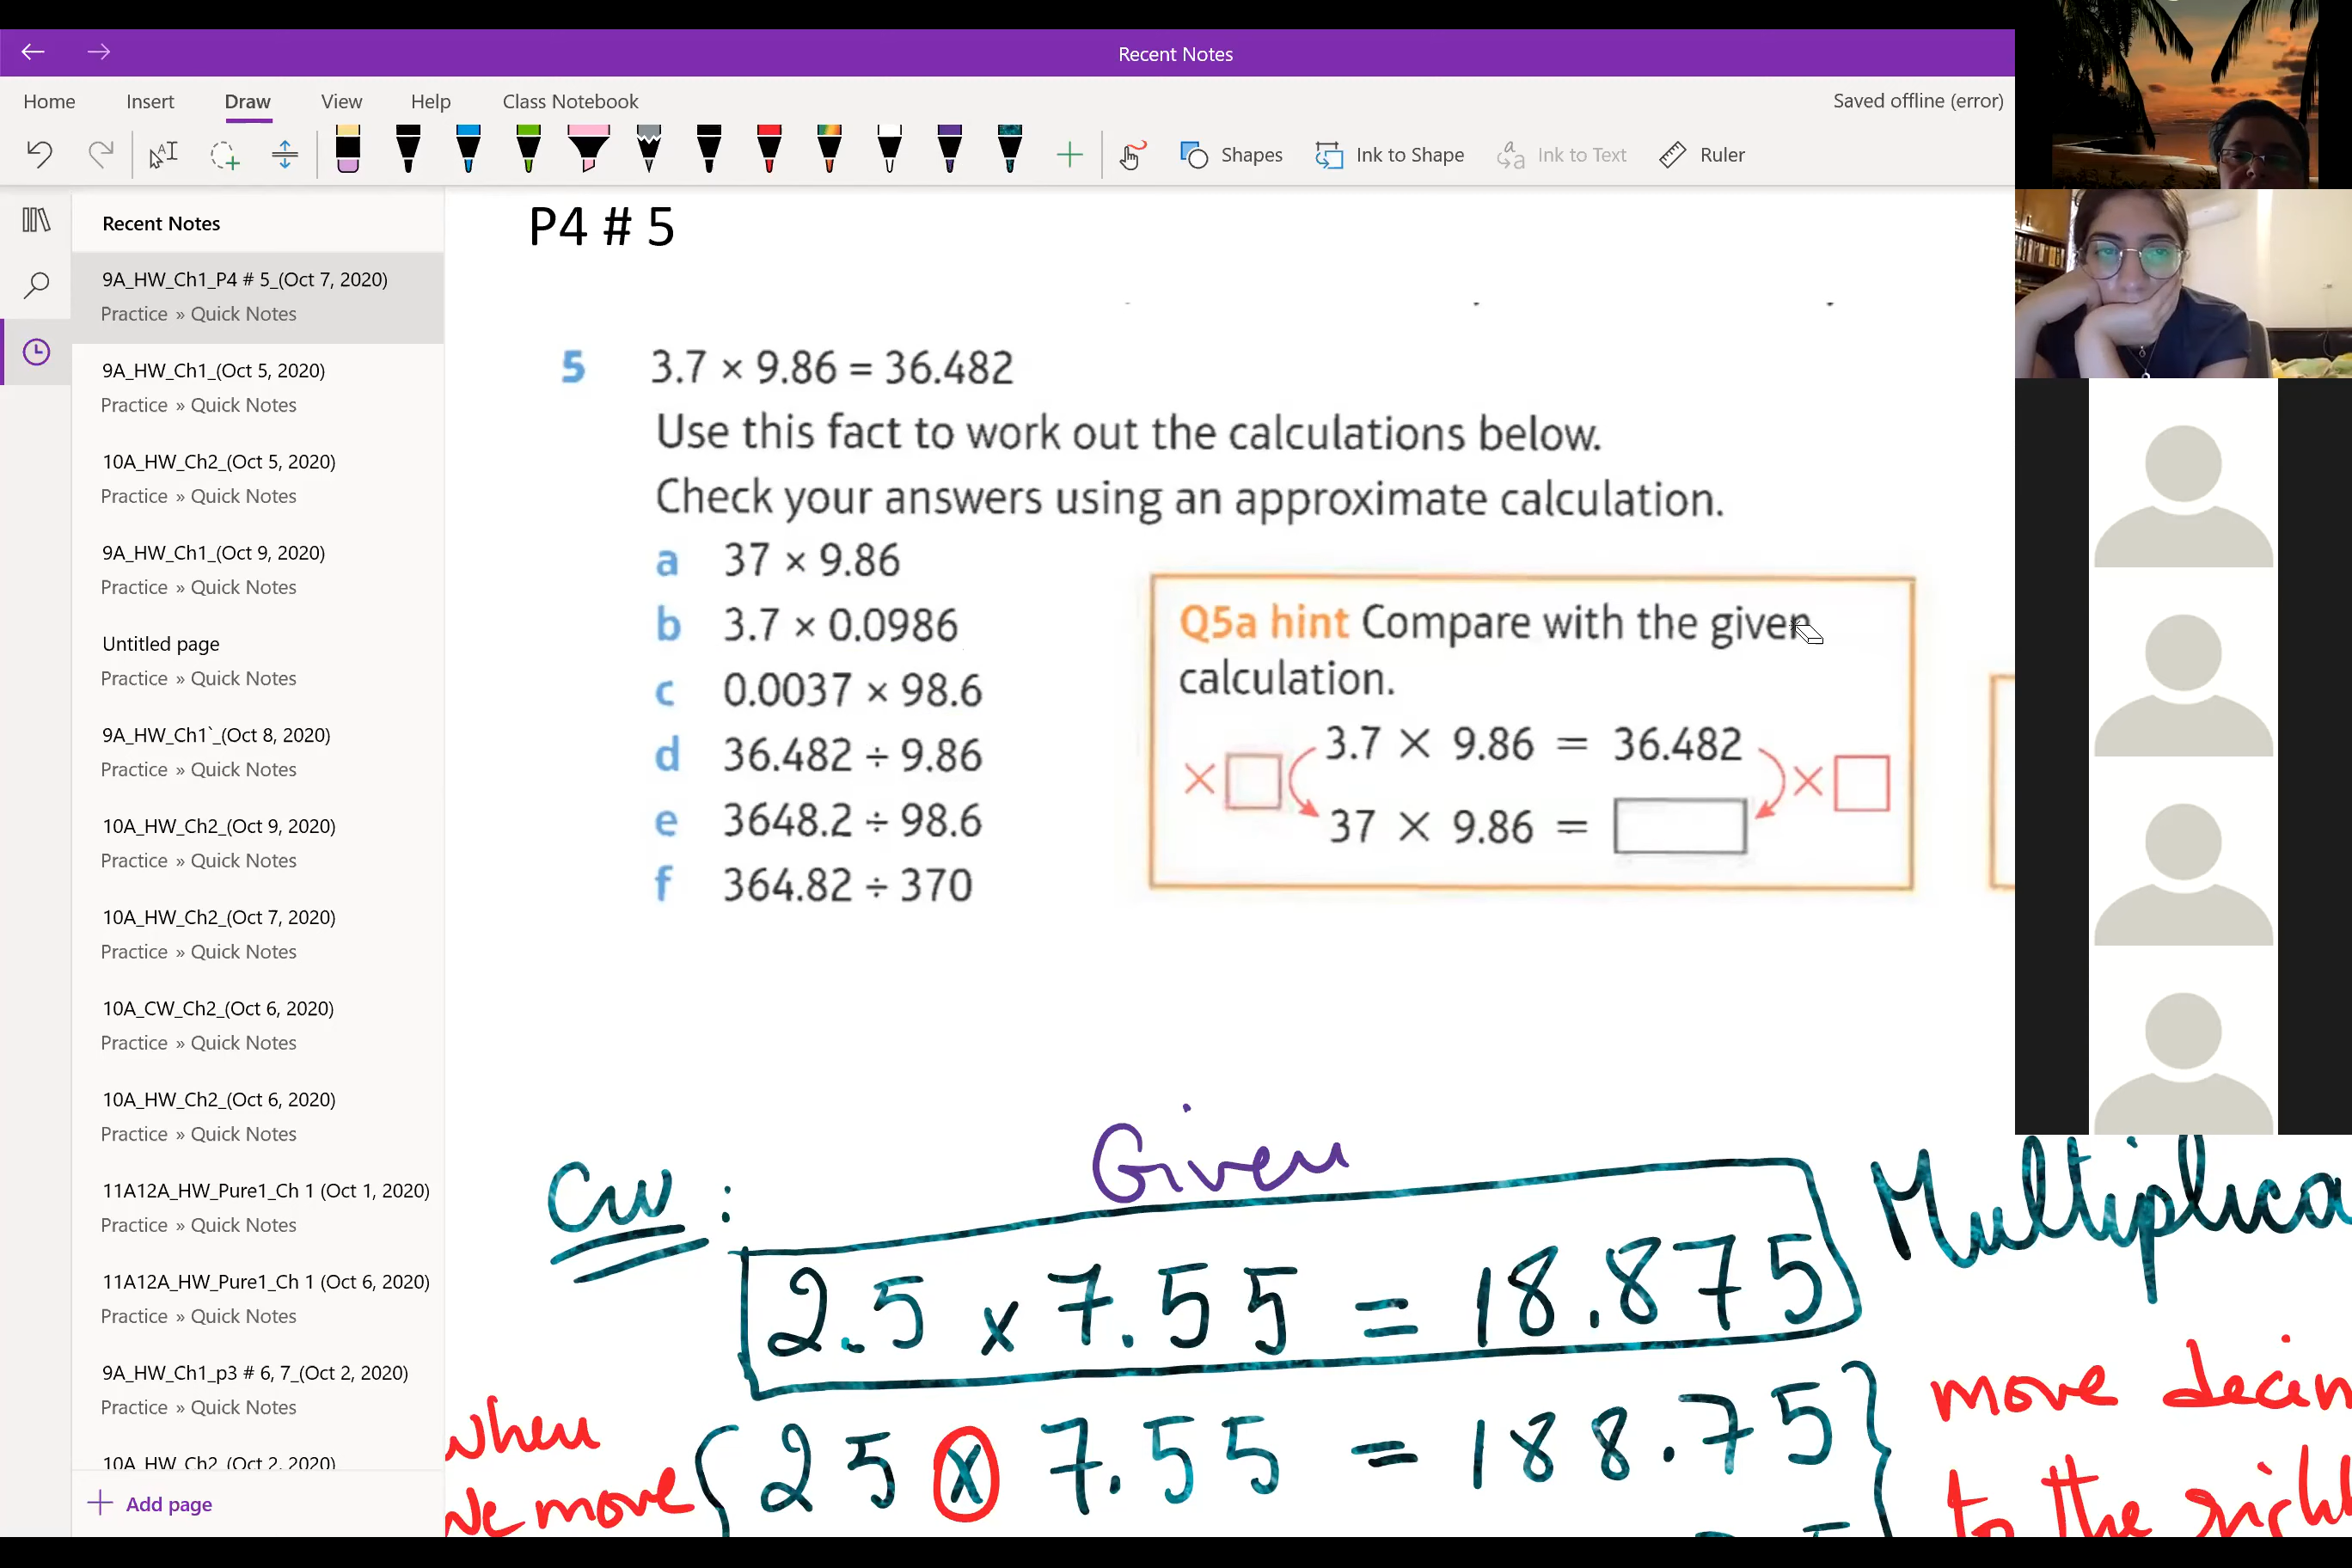 Recent Notes
Home Insert Draw View Help Class Notebook Saved offline (error)
Shapes Ink to Shape Ink to Text Ruler
Recent Notes
9A_HW_Ch1_P4 # 5_(Oct 7, 2020)
Practice » Quick Notes
9A_HW_Ch1_(Oct 5, 2020)
Practice » Quick Notes
10A_HW_Ch2_(Oct 5, 2020)
Practice » Quick Notes
9A_HW_Ch1_(Oct 9, 2020)
Practice » Quick Notes
Untitled page
Practice » Quick Notes
9A_HW_Ch1`_(Oct 8, 2020)
Practice » Quick Notes
10A_HW_Ch2_(Oct 9, 2020)
Practice » Quick Notes
10A_HW_Ch2_(Oct 7, 2020)
Practice » Quick Notes
10A_CW_Ch2_(Oct 6, 2020)
Practice » Quick Notes
10A_HW_Ch2_(Oct 6, 2020)
Practice » Quick Notes
11A12A_HW_Pure1_Ch 1 (Oct 1, 2020)
Practice » Quick Notes
11A12A_HW_Pure1_Ch 1 (Oct 6, 2020)
Practice » Quick Notes
9A_HW_Ch1_p3 # 6, 7_(Oct 2, 2020)
Practice » Quick Notes
10A_HW_Ch2_(Oct 2, 2020)
Add page
P4 # 5
5 3.7 × 9.86 = 36.482
Use this fact to work out the calculations below.
Check your answers using an approximate calculation.
a 37 × 9.86
b 3.7 × 0.0986
c 0.0037 × 98.6
d 36.482 ÷ 9.86
e 3648.2 ÷ 98.6
f 364.82 ÷ 370
Q5a hint Compare with the given
calculation.
3.7 × 9.86 = 36.482
× ×
37 × 9.86 =
Given
CW : Multiplica
2.5 x 7.55 = 18.875
when 25 x 7.55 = 188.75 move decim
we move to the right